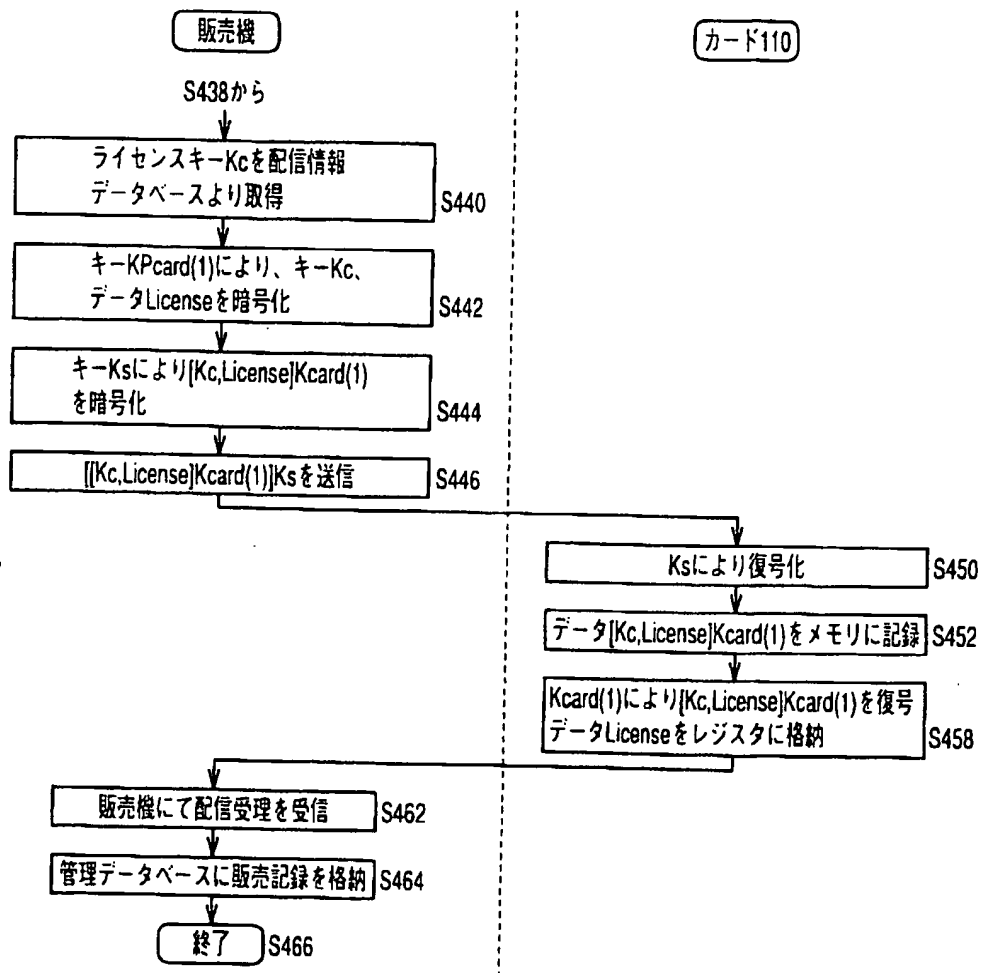 販売機
カード110
S438から
ライセンスキーKcを配信情報
データベースより取得
S440
キーKPcard(1)により、キーKc、
データLicenseを暗号化
S442
キーKsにより[Kc,License]Kcard(1)
を暗号化
S444
[[Kc,License]Kcard(1)]Ksを送信
S446
Ksにより復号化
S450
データ[Kc,License]Kcard(1)をメモリに記録
S452
Kcard(1)により[Kc,License]Kcard(1)を復号
データLicenseをレジスタに格納
S458
販売機にて配信受理を受信
S462
管理データベースに販売記録を格納
S464
終了
S466